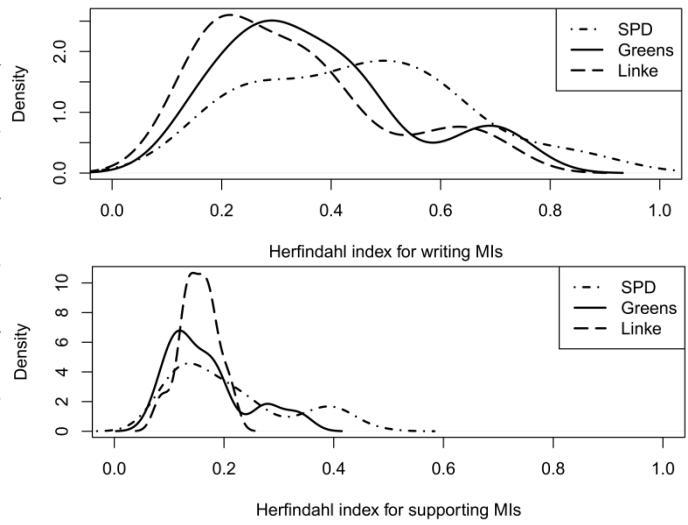 Density
0.0
1.0
2.0
SPD
Greens
Linke
0.0 0.2 0.4 0.6 0.8 1.0
Herfindahl index for writing MIs
Density
0 2 4 6 8 10
SPD
Greens
Linke
0.0 0.2 0.4 0.6 0.8 1.0
Herfindahl index for supporting MIs